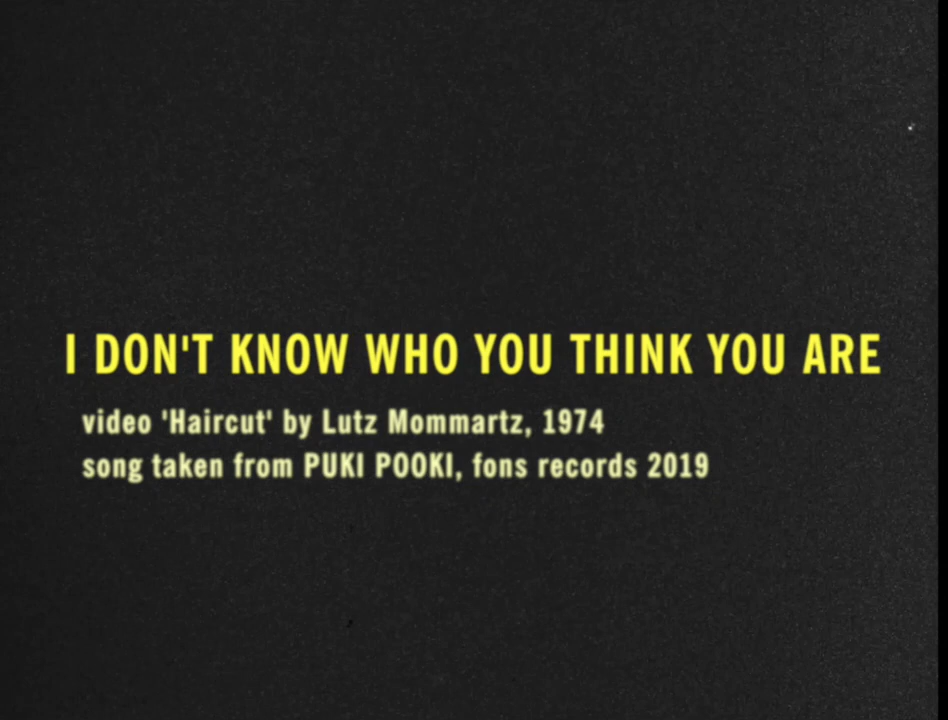 I DON'T KNOW WHO YOU THINK YOU ARE
video 'Haircut' by Lutz Mommartz, 1974
song taken from PUKI POOKI, fons records 2019